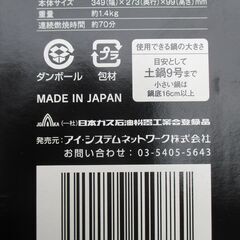 本体サイズ 349(幅)×273(奥行)×99(高さ)mm
重量 約1.4kg
連続燃焼時間 約70分
ダンボール
包材
使用できる鍋の大きさ
目安として
土鍋9号まで
小さい鍋は
鍋底16cm以上
MADE IN JAPAN
(一社)日本ガス石油機器工業会登録品
発売元: アイ・システムネットワーク株式会社
お問い合わせ: 03-5405-5643